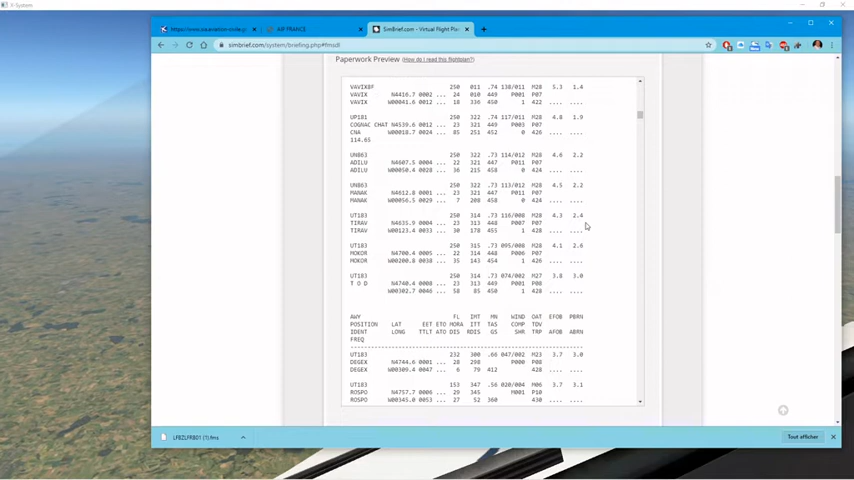 X-System
https://www.sia.aviation-civile.g
AIR FRANCE
SimBrief.com - Virtual Flight Pla
simbrief.com/system/briefing.php#fmsdl
Paperwork Preview (How do I read this flightplan?)
VAVIX8F 250 011 .74 138/011 M28 5.3 1.4
VAVIX N4416.7 0002 ... 24 010 449 P001 P07
VAVIX W00041.6 0012 ... 18 336 450 1 422 .... ....
UP181 250 322 .73 117/011 M28 4.8 1.9
COGNAC CHAT N4539.6 0012 ... 23 321 449 P003 P07
CNA W00018.7 0024 ... 85 251 452 0 426 .... ....
114.65
UN863 250 322 .73 114/012 M28 4.6 2.2
ADILU N4607.5 0004 ... 22 321 447 P011 P07
ADILU W00050.4 0028 ... 36 215 458 0 424 .... ....
UN863 250 322 .73 113/012 M28 4.5 2.2
MANAK N4612.8 0001 ... 23 321 447 P011 P07
MANAK W00056.5 0029 ... 7 208 458 0 424 .... ....
UT183 250 314 .73 116/008 M28 4.3 2.4
TIRAV N4635.9 0004 ... 23 313 448 P007 P07
TIRAV W00123.4 0033 ... 30 178 455 1 428 .... ....
UT183 250 315 .73 095/008 M28 4.1 2.6
MOKOR N4700.4 0005 ... 22 314 448 P006 P07
MOKOR W00200.8 0038 ... 35 143 454 1 426 .... ....
UT183 250 314 .73 074/002 M27 3.8 3.0
T O D N4740.4 0008 ... 23 313 449 P001 P08
W00302.7 0046 ... 58 85 450 1 428 .... ....
AWY FL IMT MN WIND OAT EFOB PBRN
POSITION LAT EET ETO MORA ITT TAS COMP TDV
IDENT LONG TTLT ATO DIS RDIS GS SHR TRP AFOB ABRN
FREQ
UT183 232 300 .66 047/002 M23 3.7 3.0
DEGEX N4744.6 0001 ... 28 298 P000 P08
DEGEX W00309.4 0047 ... 6 79 412 428 .... ....
UT183 153 347 .56 020/004 M06 3.7 3.1
ROSPO N4757.7 0006 ... 29 345 M001 P10
ROSPO W00345.0 0053 ... 27 52 360 430 .... ....
LFBZLFRB01 (1).fms
Tout afficher